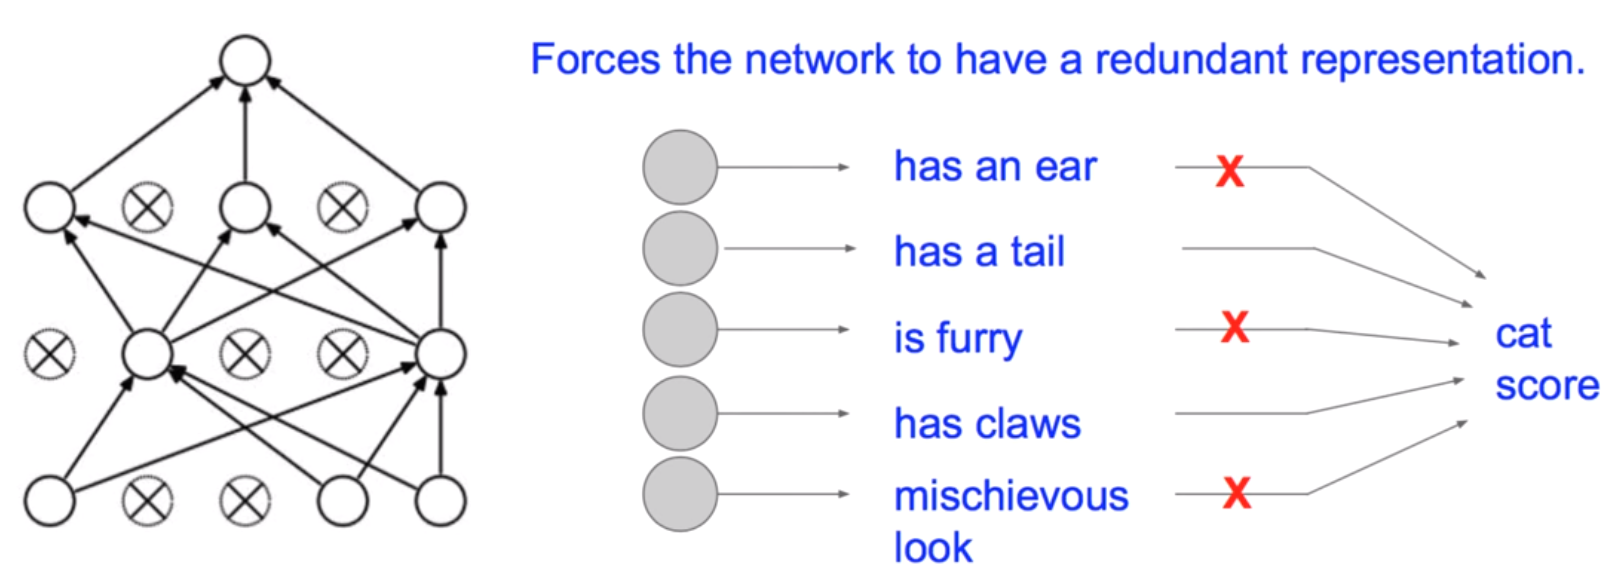 Forces the network to have a redundant representation.
has an ear
X
has a tail
is furry
X
cat
score
has claws
mischievous
look
X